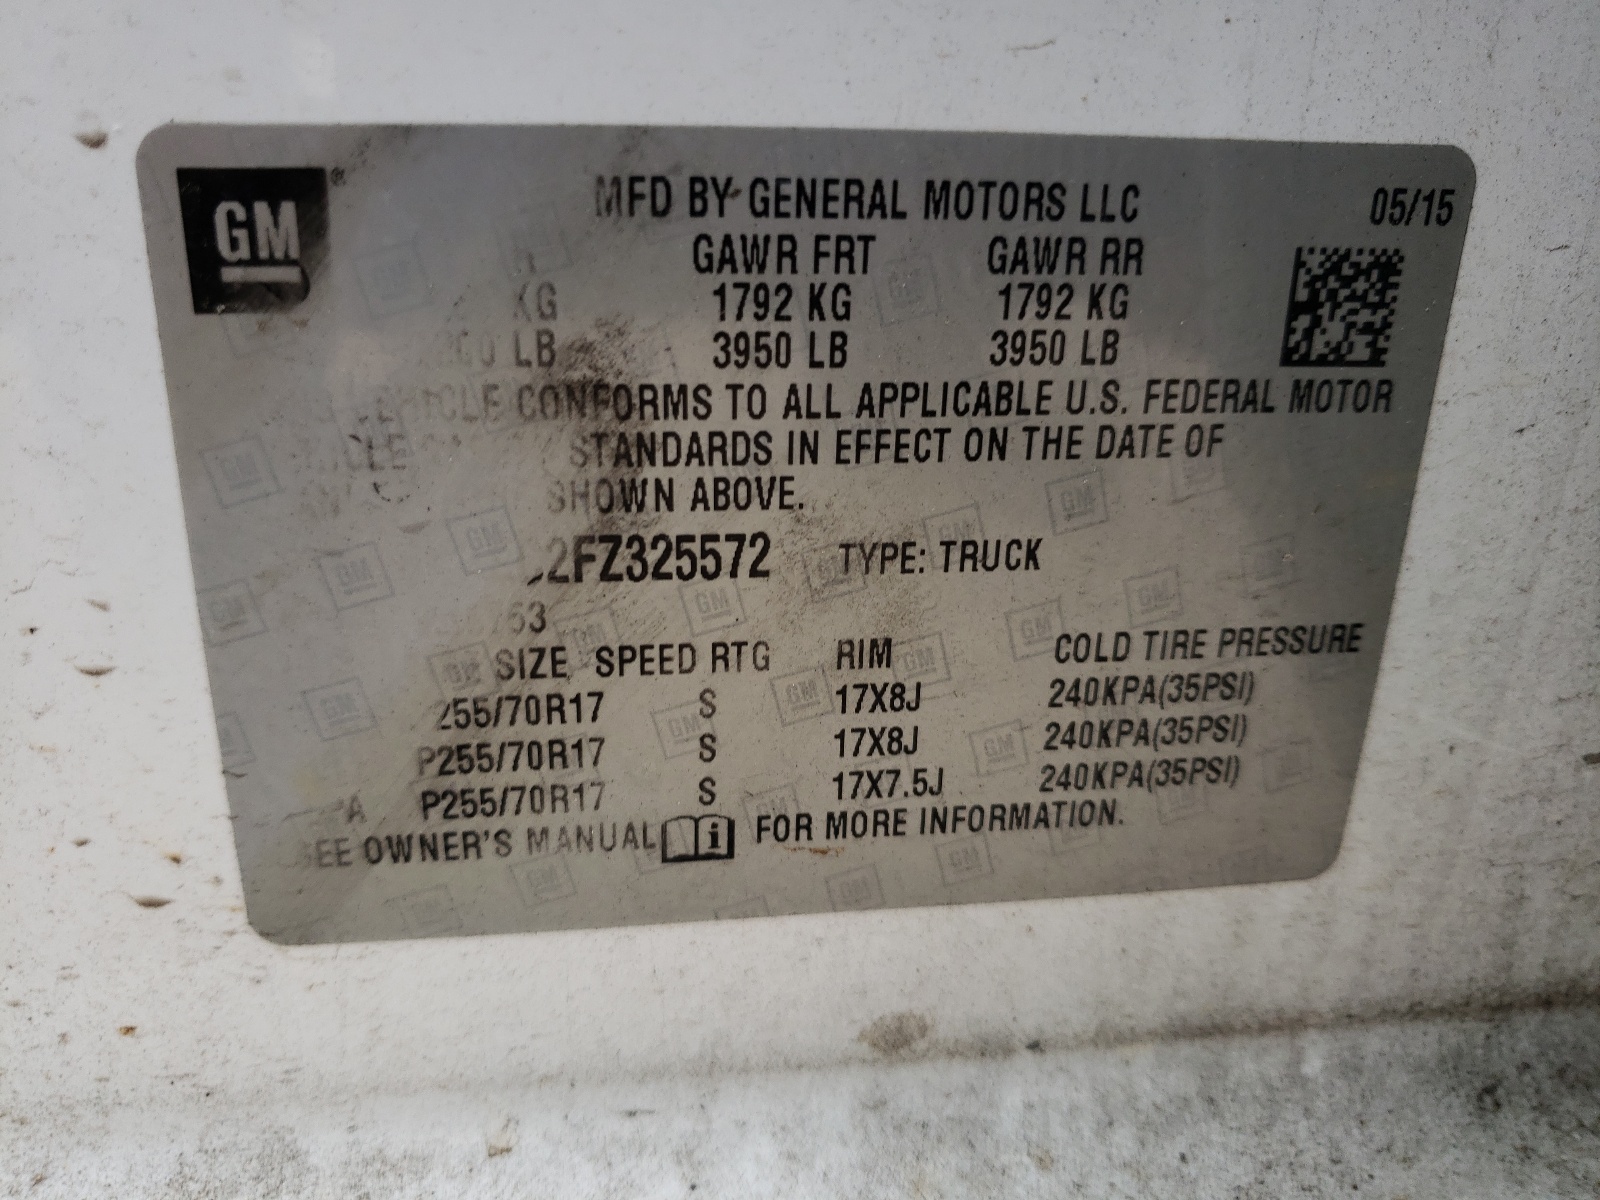 GM
MFD BY GENERAL MOTORS LLC 05/15
GAWR FRT GAWR RR
KG 1792 KG 1792 KG
LB 3950 LB 3950 LB
VEHICLE CONFORMS TO ALL APPLICABLE U.S. FEDERAL MOTOR
STANDARDS IN EFFECT ON THE DATE OF
SHOWN ABOVE.
2FZ325572 TYPE: TRUCK
SIZE SPEED RTG RIM COLD TIRE PRESSURE
255/70R17 S 17X8J 240KPA(35PSI)
P255/70R17 S 17X8J 240KPA(35PSI)
P255/70R17 S 17X7.5J 240KPA(35PSI)
SEE OWNER'S MANUAL i FOR MORE INFORMATION.